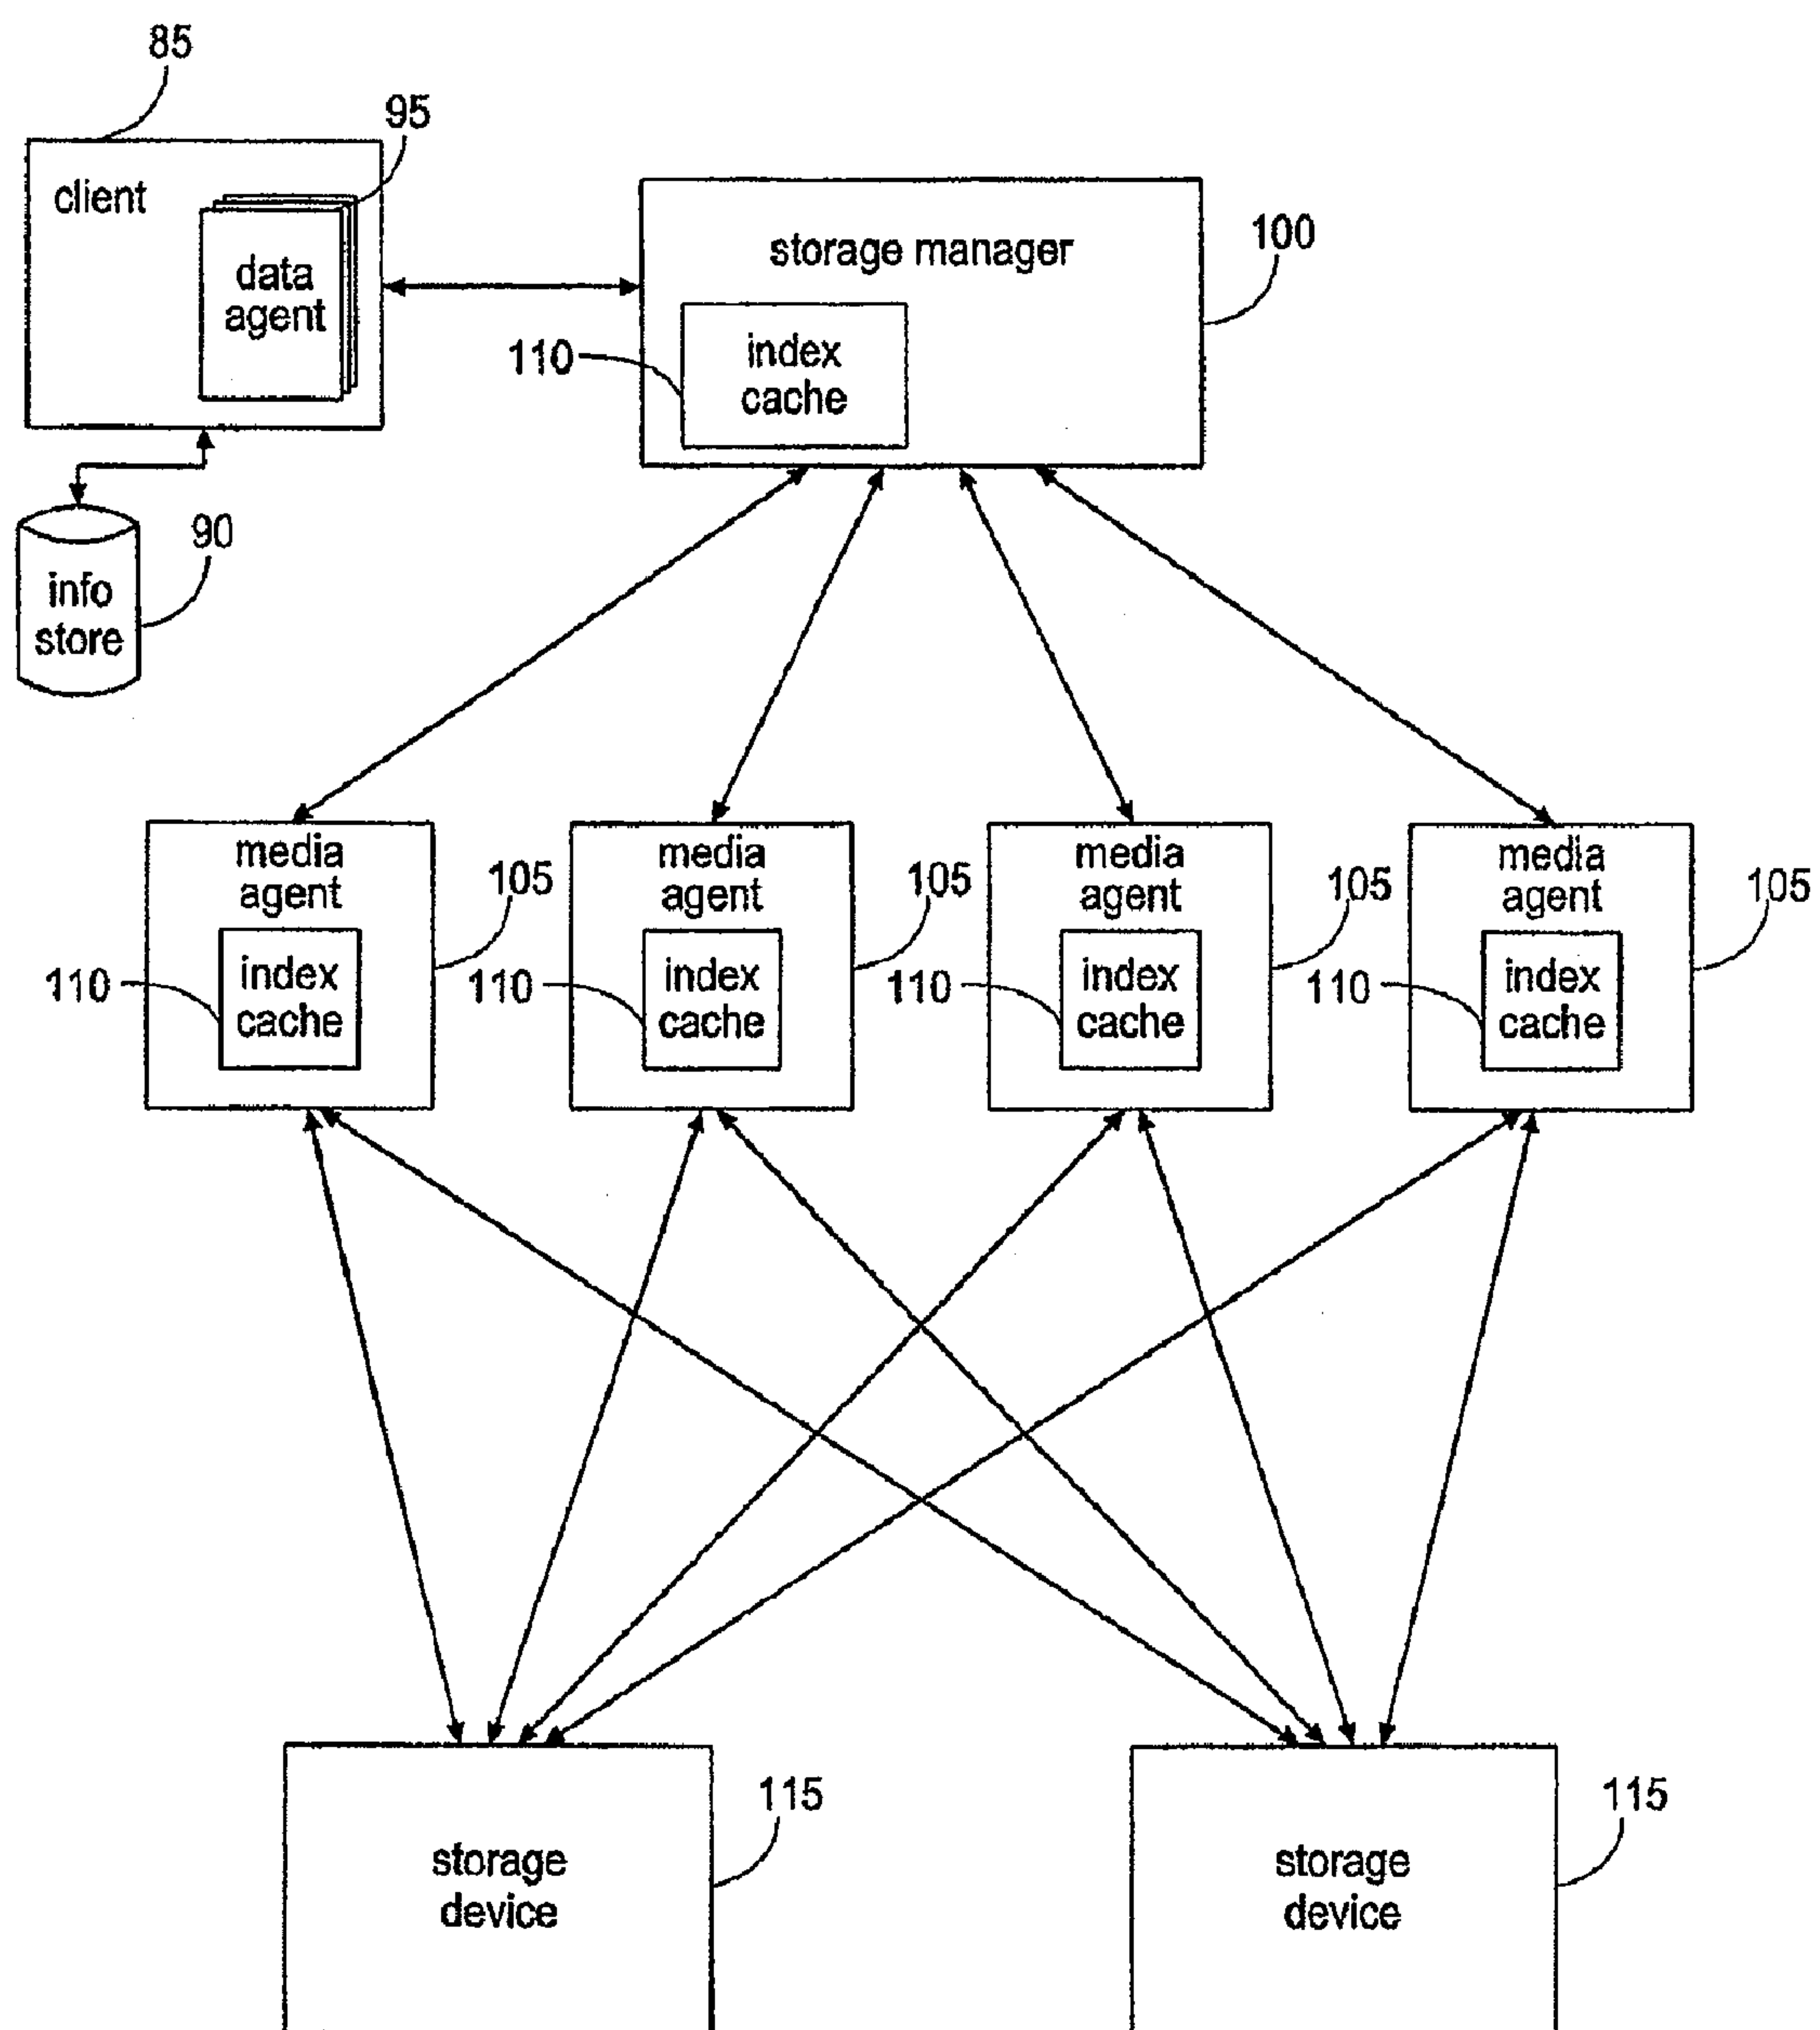 85
95
client
data
agent
storage manager
100
110
index
cache
90
info
store
media
agent
105
110
index
cache
media
agent
105
110
index
cache
media
agent
105
110
index
cache
media
agent
105
110
index
cache
storage
device
115
storage
device
115